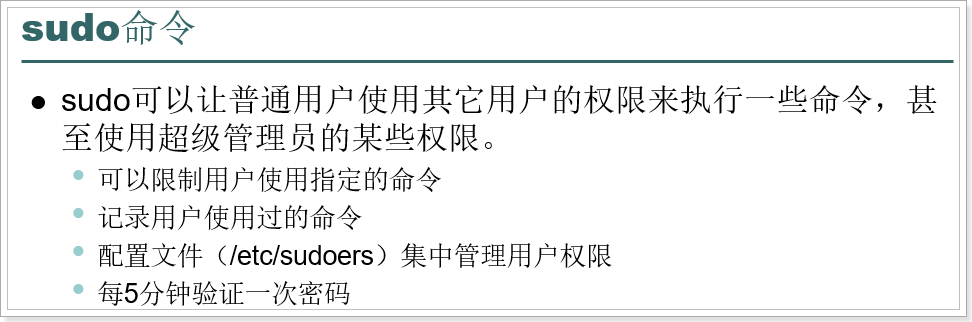 sudo命令
sudo可以让普通用户使用其它用户的权限来执行一些命令，甚
至使用超级管理员的某些权限。
可以限制用户使用指定的命令
记录用户使用过的命令
配置文件（/etc/sudoers）集中管理用户权限
每5分钟验证一次密码